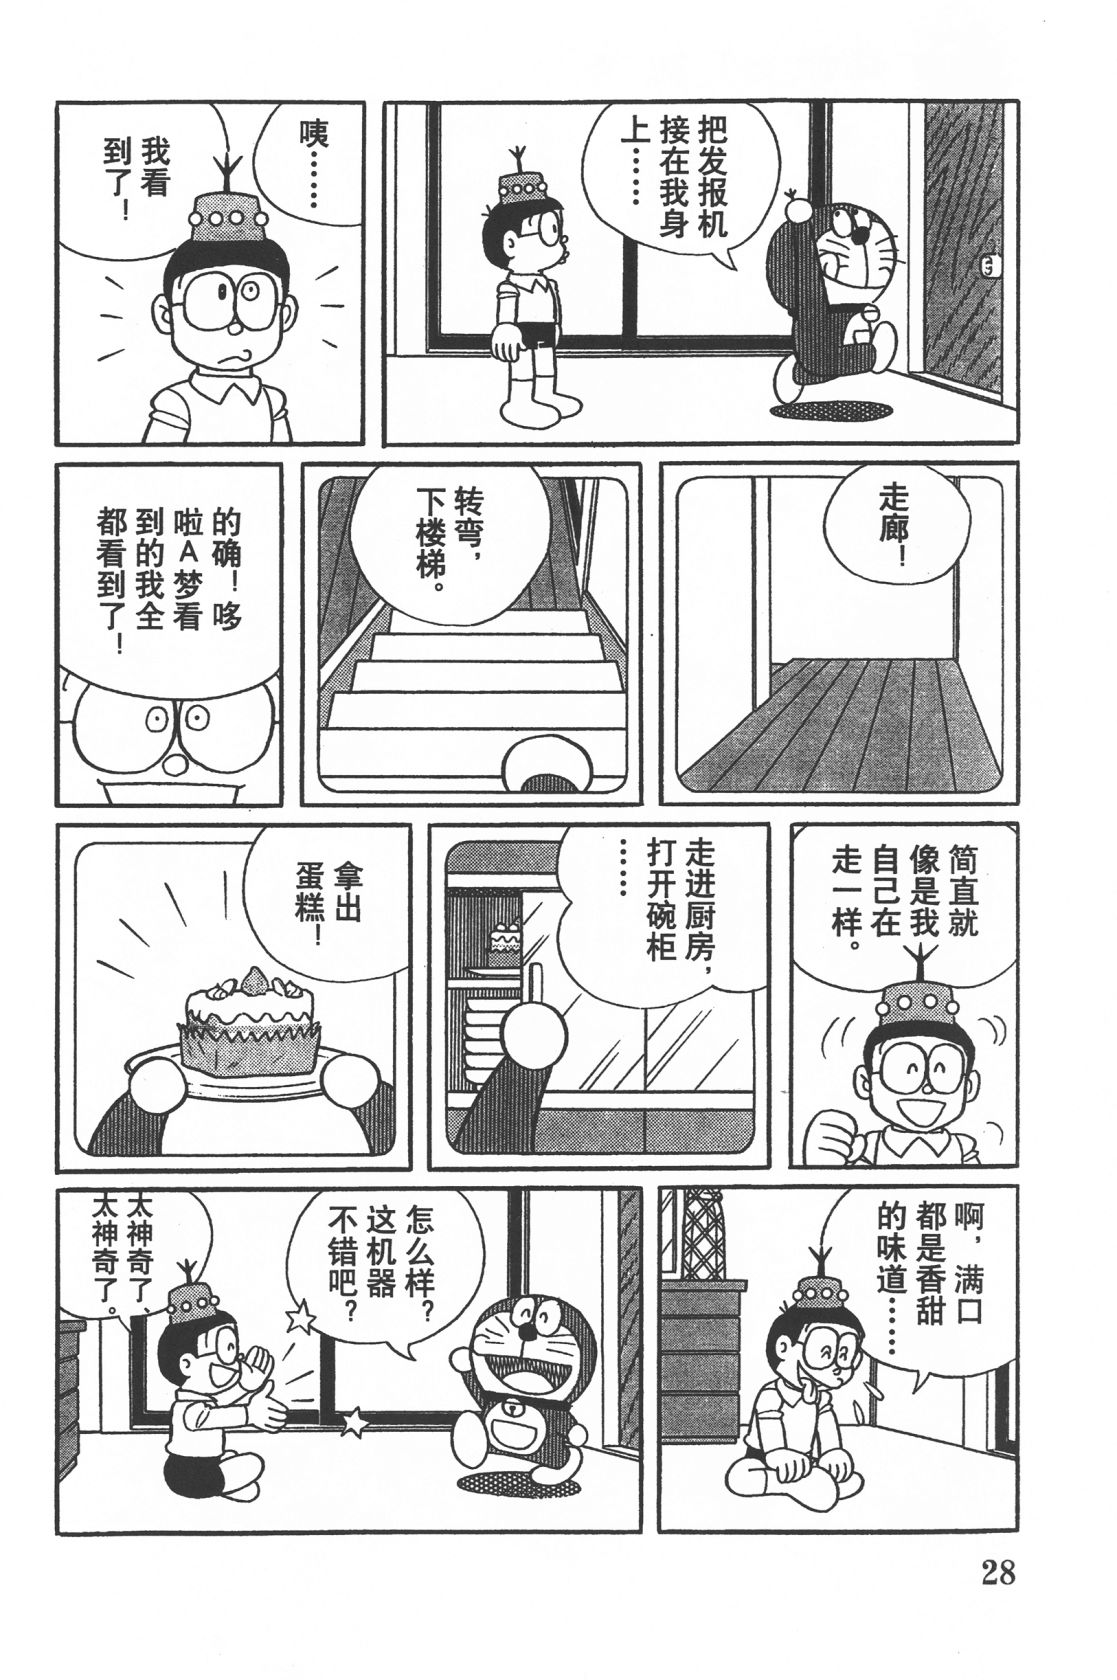 把发报机
接在我身
上……
咦……
我看
到了！
走廊！
转弯，
下楼梯。
的确！哆
啦A梦看
到的我全
都看到了！
简直就
像是我
自己在
走一样。
走进厨房，
打开碗柜
……
拿出
蛋糕！
啊，满口
都是香甜
的味道……
怎么样？
这机器
不错吧？
太神奇了、
太神奇了。
28